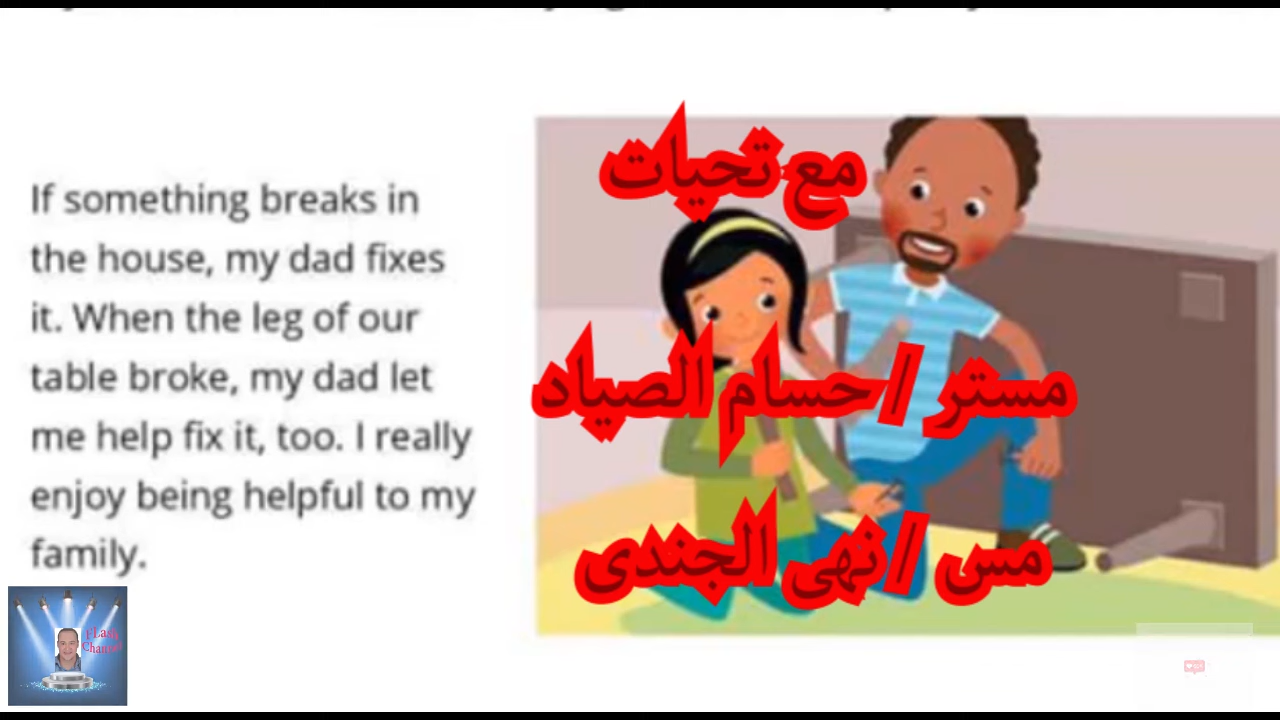 If something breaks in
the house, my dad fixes
it. When the leg of our
table broke, my dad let
me help fix it, too. I really
enjoy being helpful to my
family.
مع تحيات
مستر / حسام الصياد
مس / نهى الجندى
Flash
Channel